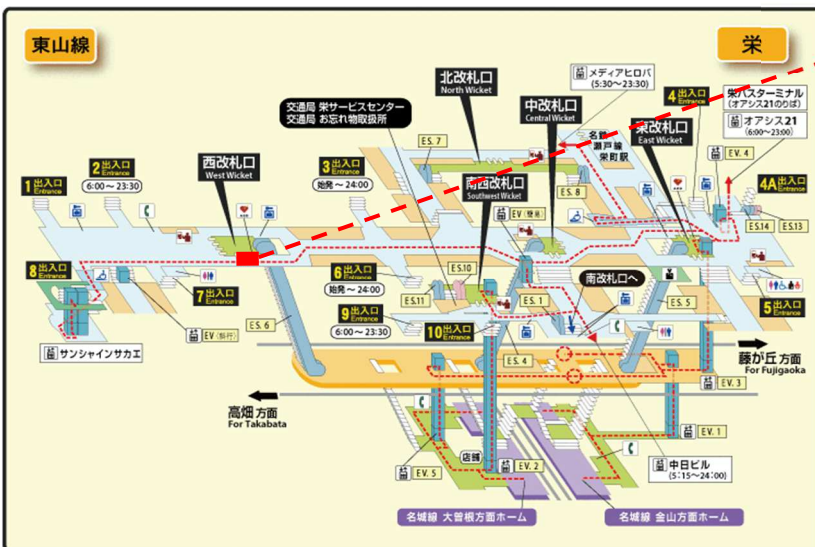 東山線
栄
メディアヒロバ
(5:30～23:30)
北改札口
North Wicket
中改札口
Central Wicket
4 出入口
Entrance
栄バスターミナル
(オアシス21のりば)
オアシス21
(6:00～23:00)
交通局 栄サービスセンター
交通局 お忘れ物取扱所
名鉄
瀬戸線
栄町駅
東改札口
East Wicket
ES. 7
EV. 4
2 出入口
Entrance
6:00～23:30
西改札口
West Wicket
3 出入口
Entrance
始発～24:00
南西改札口
Southwest Wicket
1 出入口
Entrance
4A 出入口
Entrance
ES. 8
ES.14
ES.13
8 出入口
Entrance
7 出入口
Entrance
6 出入口
Entrance
始発～24:00
ES.10
ES.11
ES. 1
南改札口へ
ES. 5
5 出入口
Entrance
9 出入口
Entrance
6:00～23:30
10 出入口
Entrance
ES. 6
サンシャインサカエ
ES. 4
藤が丘 方面
For Fujigaoka
EV. 3
高畑 方面
For Takabata
EV. 1
店舗
EV. 5
EV. 2
中日ビル
(5:15～24:00)
名城線 大曽根方面ホーム
名城線 金山方面ホーム